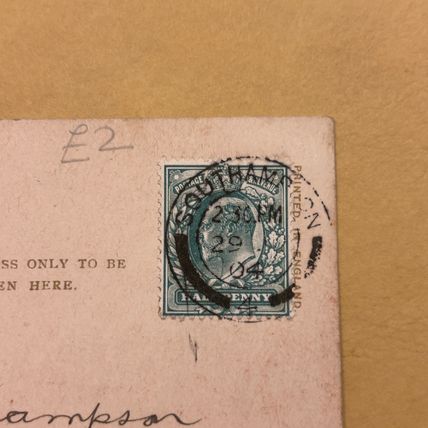 £2
POSTAGE & REVENUE
SOUTHAMPTON
2.30 PM
29
04
HALFPENNY
PRINTED IN ENGLAND
SS ONLY TO BE
EN HERE.
ampson